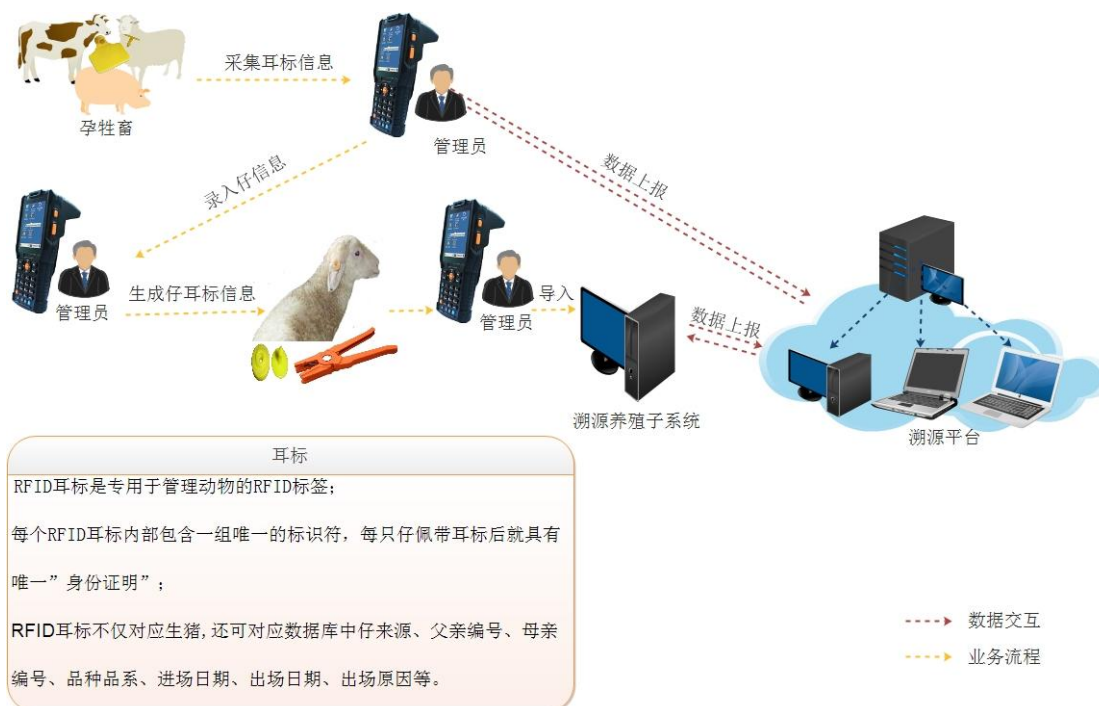 采集耳标信息
孕牲畜
管理员
录入仔信息
数据上报
管理员
生成仔耳标信息
管理员
导入
数据上报
溯源养殖子系统
溯源平台
耳标
RFID耳标是专用于管理动物的RFID标签;
每个RFID耳标内部包含一组唯一的标识符，每只仔佩带耳标后就具有
唯一”身份证明”;
RFID耳标不仅对应生猪,还可对应数据库中仔来源、父亲编号、母亲
编号、品种品系、进场日期、出场日期、出场原因等。
数据交互
业务流程